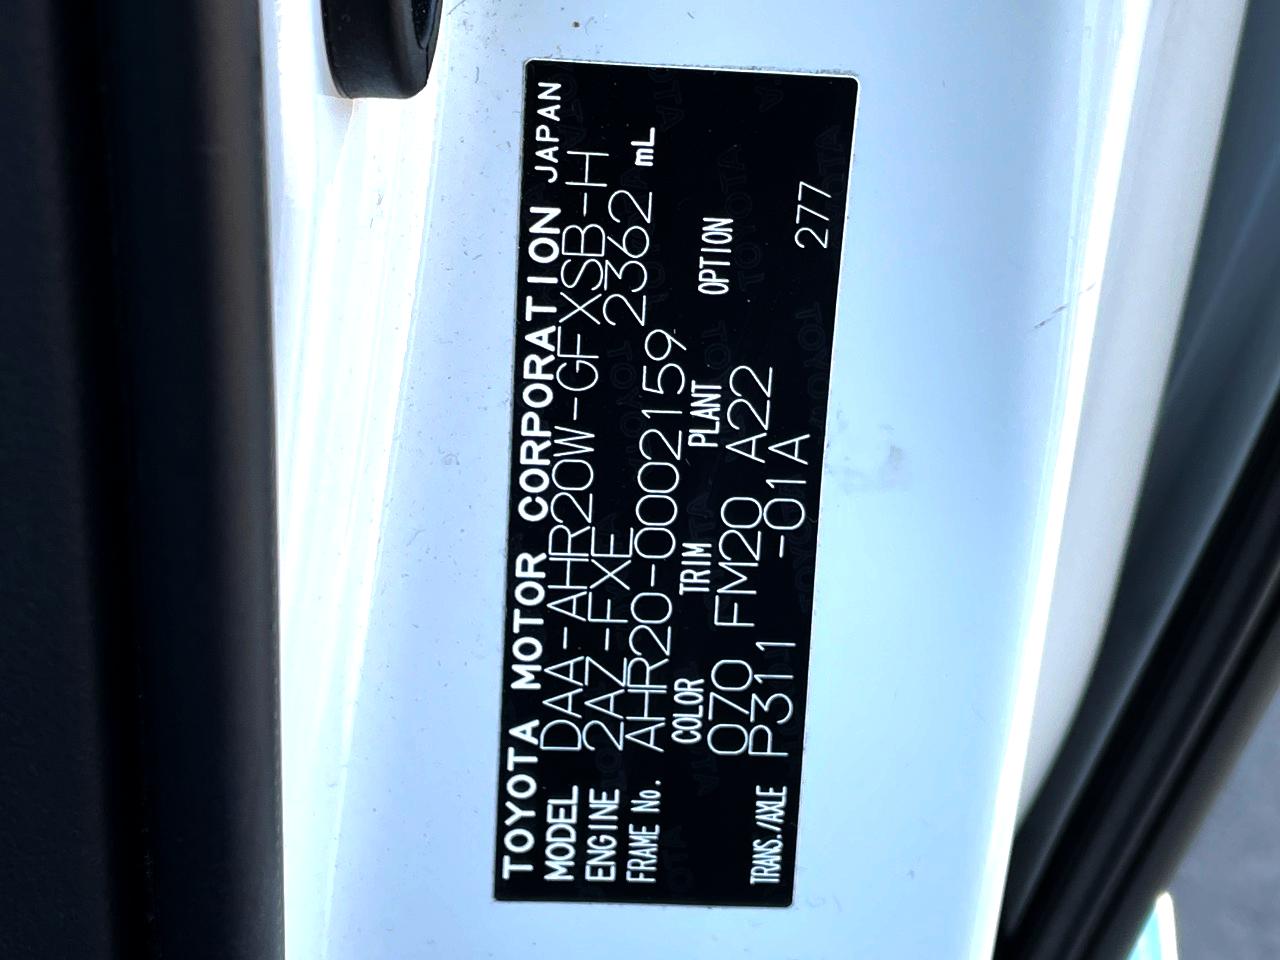 TOYOTA MOTOR CORPORATION JAPAN
MODEL DAA-AHR20W-GFXSB-H
ENGINE 2AZ-FXE 2362 mL
FRAME No. AHR20-0002159
COLOR TRIM PLANT OPTION
070 FM20 A22
TRANS./AXLE P311 -01A 277